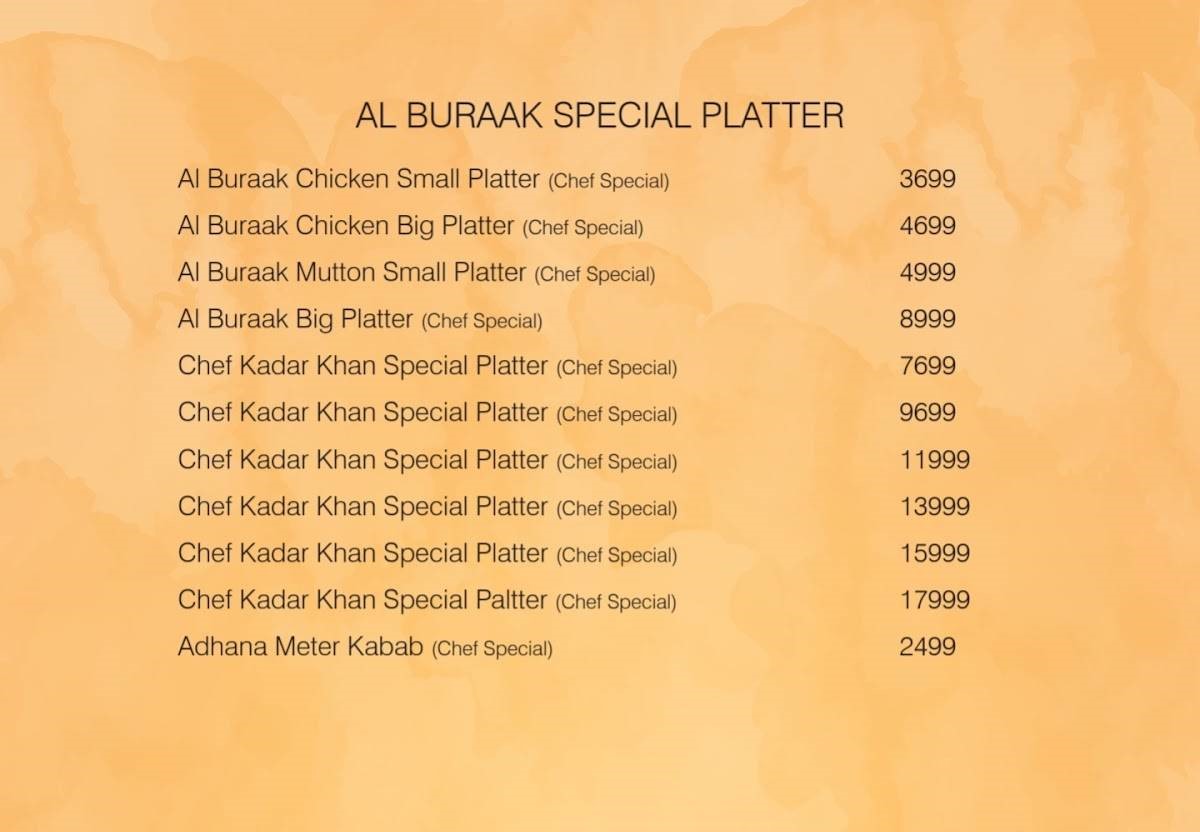 AL BURAAK SPECIAL PLATTER
Al Buraak Chicken Small Platter (Chef Special) 3699
Al Buraak Chicken Big Platter (Chef Special) 4699
Al Buraak Mutton Small Platter (Chef Special) 4999
Al Buraak Big Platter (Chef Special) 8999
Chef Kadar Khan Special Platter (Chef Special) 7699
Chef Kadar Khan Special Platter (Chef Special) 9699
Chef Kadar Khan Special Platter (Chef Special) 11999
Chef Kadar Khan Special Platter (Chef Special) 13999
Chef Kadar Khan Special Platter (Chef Special) 15999
Chef Kadar Khan Special Paltter (Chef Special) 17999
Adhana Meter Kabab (Chef Special) 2499